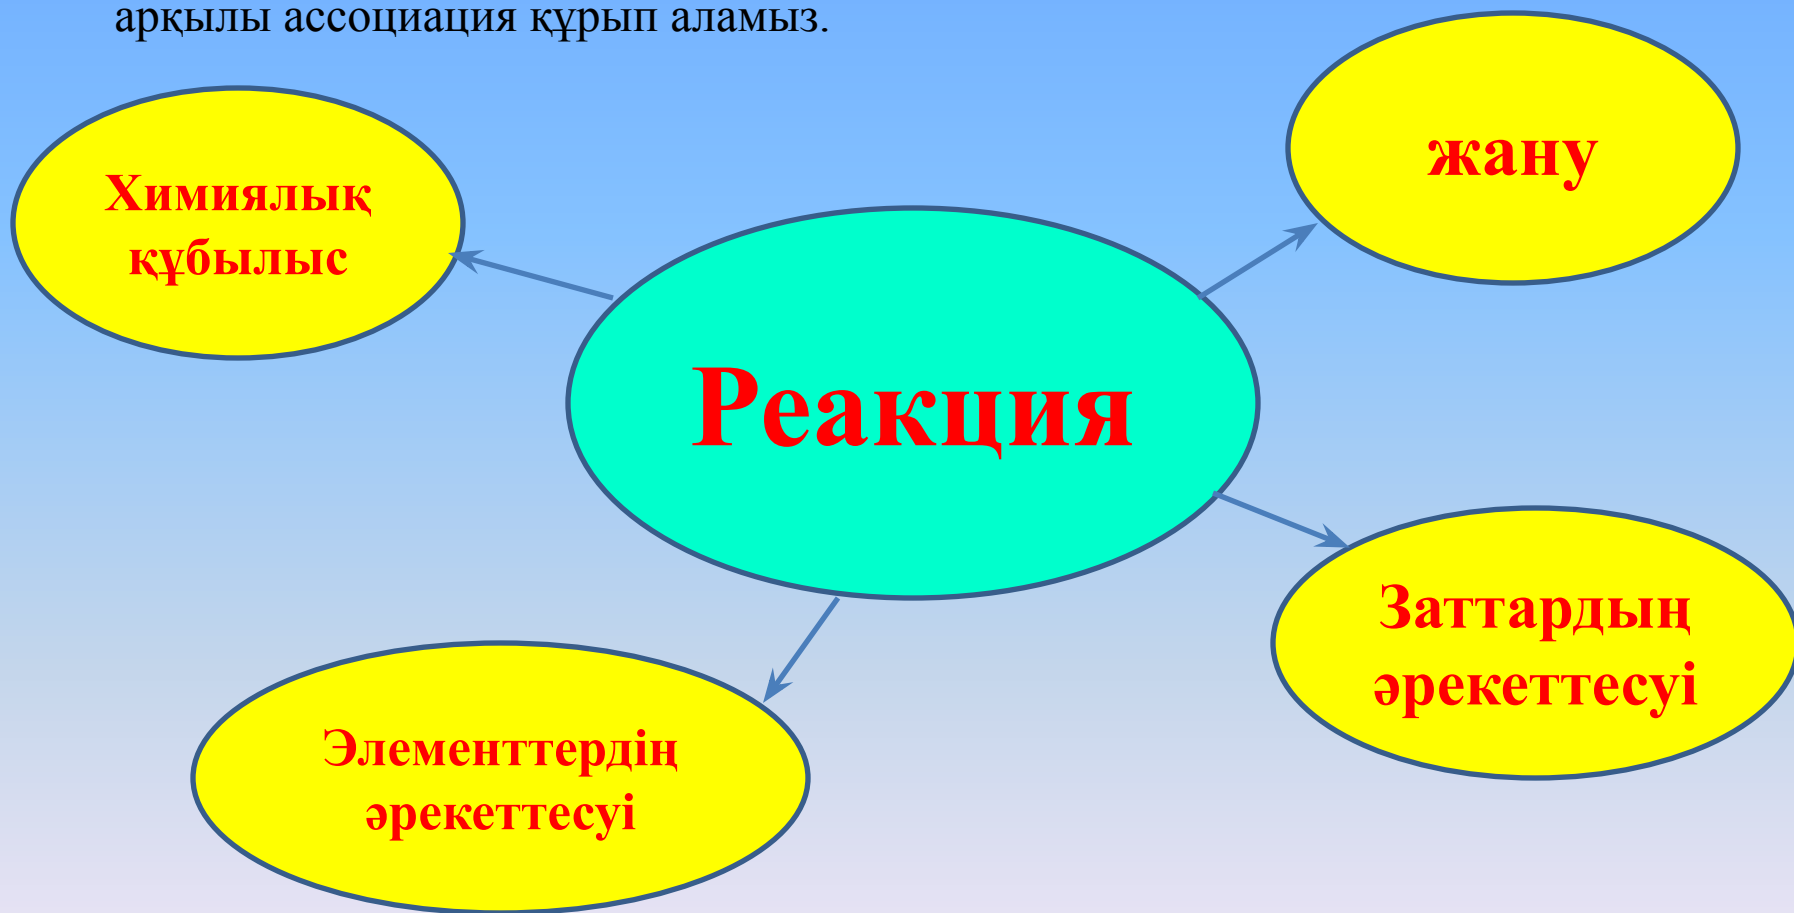 арқылы ассоциация құрып аламыз.
жану
Химиялық
құбылыс
Реакция
Заттардың
әрекеттесуі
Элементтердің
әрекеттесуі